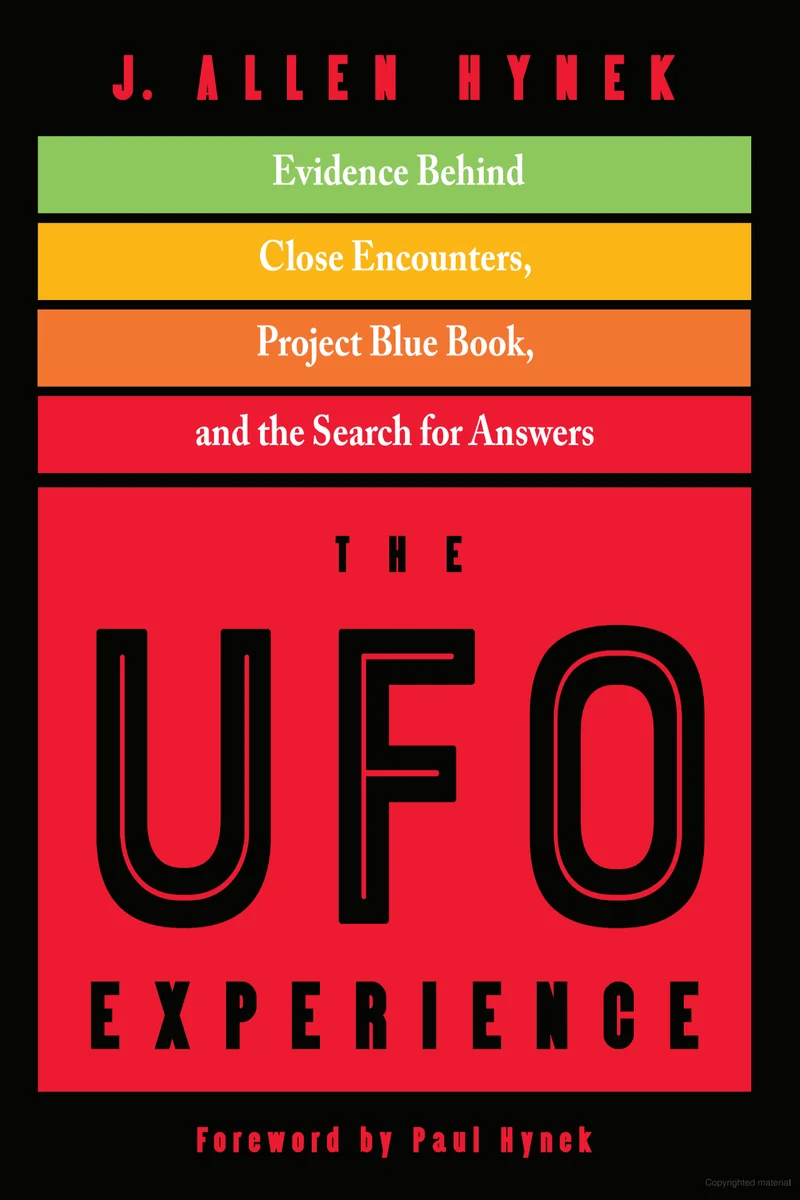 J. ALLEN HYNEK
Evidence Behind
Close Encounters,
Project Blue Book,
and the Search for Answers
THE
UFO
EXPERIENCE
Foreword by Paul Hynek
Copyrighted material